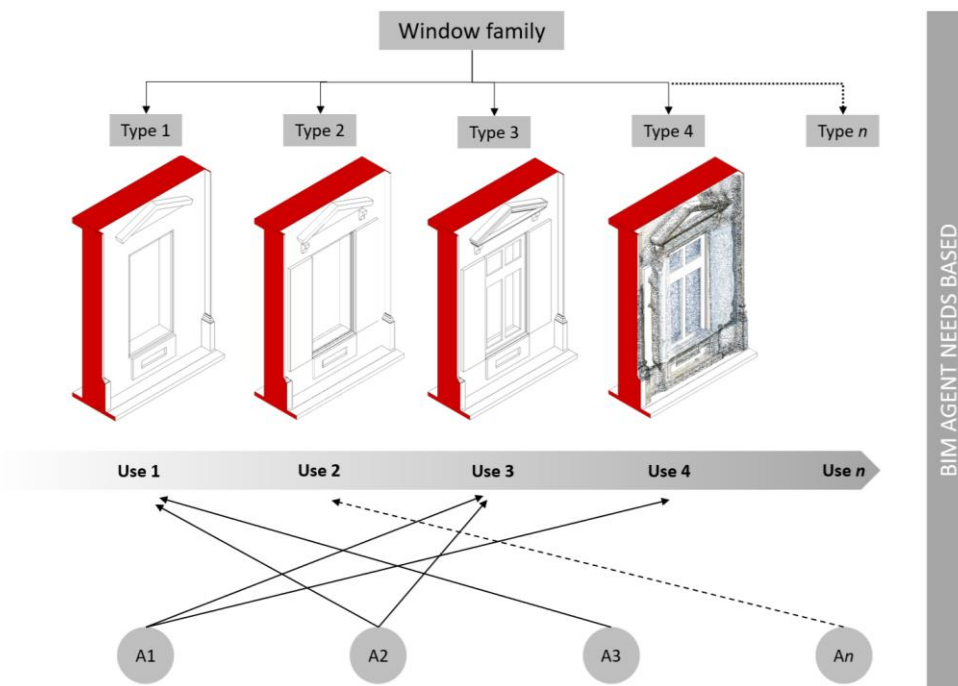 Window family
Type 1
Type 2
Type 3
Type 4
Type n
Use 1
Use 2
Use 3
Use 4
Use n
A1
A2
A3
An
BIM AGENT NEEDS BASED